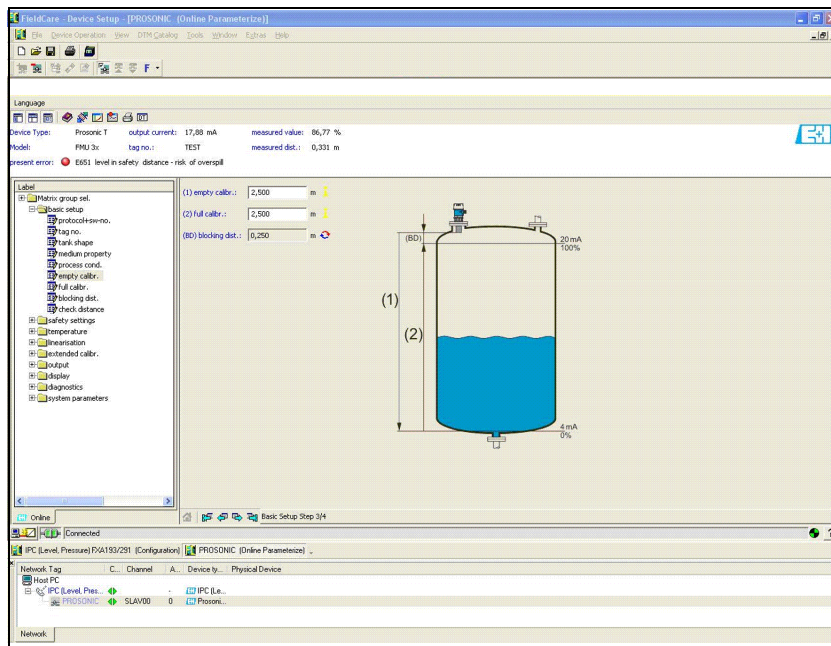 FieldCare - Device Setup - [PROSONIC (Online Parameterize)]
File Device Operation View DTM Catalog Tools Window Extras Help
F
Language
Device Type: Prosonic T output current: 17,88 mA measured value: 86,77 %
Model: FMU 3x tag no.: TEST measured dist.: 0,331 m
present error: E651 level in safety distance - risk of overspill
Label
Matrix group sel.
basic setup
protocol+sw-no.
tag no.
tank shape
medium property
process cond.
empty calibr.
full calibr.
blocking dist.
check distance
safety settings
temperature
linearisation
extended calibr.
output
display
diagnostics
system parameters
(1) empty calibr.: 2,500 m
(2) full calibr.: 2,500 m
(BD) blocking dist.: 0,250 m
(BD)
20 mA
100%
(1)
(2)
4 mA
0%
Online
Basic Setup Step 3/4
Connected
IPC (Level, Pressure) FXA193/291 (Configuration) PROSONIC (Online Parameterize)
Network Tag C... Channel A... Device ty... Physical Device
Host PC
IPC (Level, Pres... - IPC (Le...
PROSONIC SLAV00 0 Prosoni...
Network